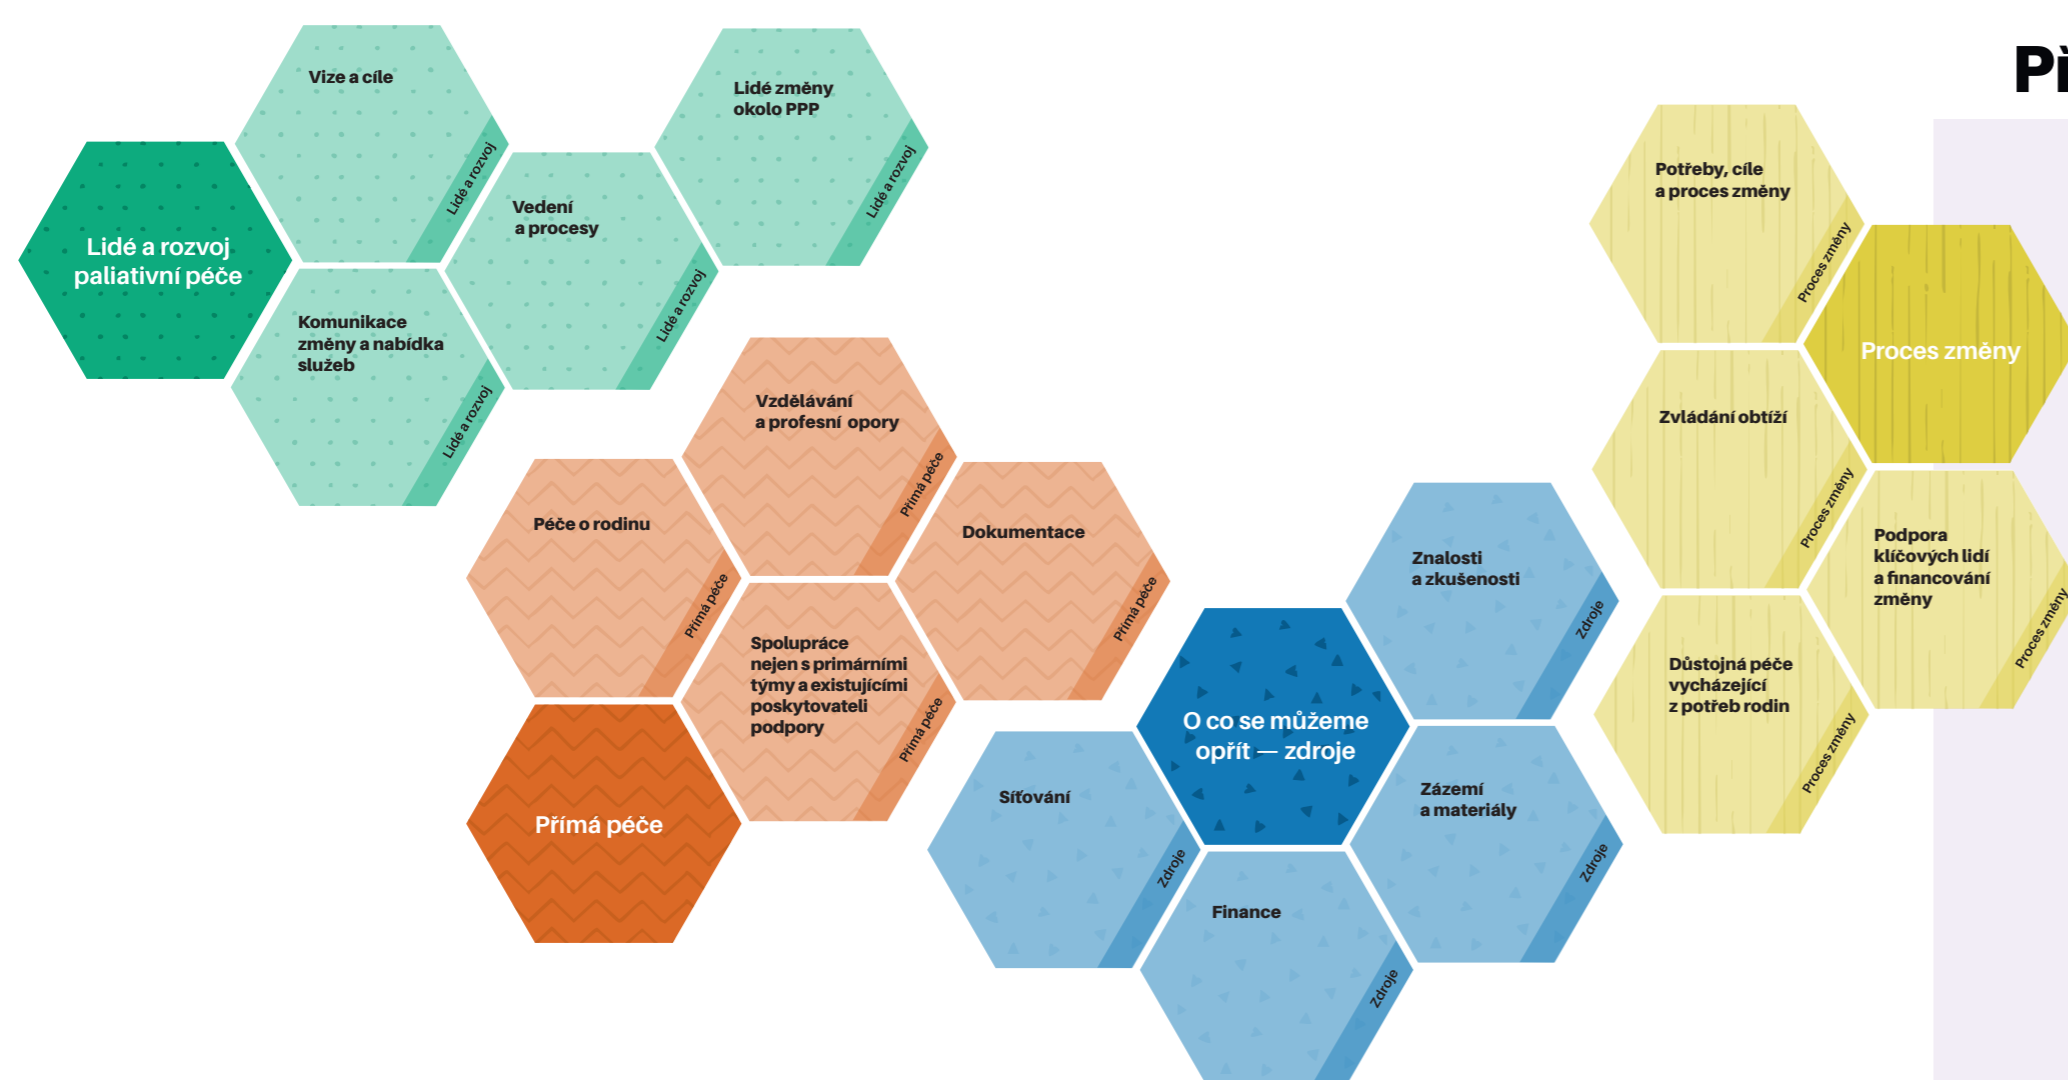 Vize a cíle
Lidé a rozvoj
Lidé změny
okolo PPP
Lidé a rozvoj
Lidé a rozvoj
paliativní péče
Vedení
a procesy
Lidé a rozvoj
Komunikace
změny a nabídka
služeb
Lidé a rozvoj
Vzdělávání
a profesní opory
Přímá péče
Péče o rodinu
Přímá péče
Dokumentace
Přímá péče
Spolupráce
nejen s primárními
týmy a existujícími
poskytovateli
podpory
Přímá péče
Přímá péče
Znalosti
a zkušenosti
Zdroje
O co se můžeme
opřít — zdroje
Síťování
Zdroje
Zázemí
a materiály
Zdroje
Finance
Zdroje
Př
Potřeby, cíle
a proces změny
Proces změny
Proces změny
Zvládání obtíží
Proces změny
Podpora
klíčových lidí
a financování
změny
Proces změny
Důstojná péče
vycházející
z potřeb rodin
Proces změny